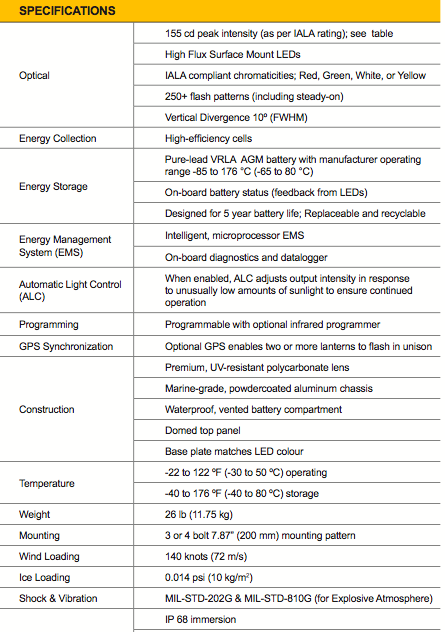 SPECIFICATIONS
Optical
155 cd peak intensity (as per IALA rating); see table
High Flux Surface Mount LEDs
IALA compliant chromaticities; Red, Green, White, or Yellow
250+ flash patterns (including steady-on)
Vertical Divergence 10º (FWHM)
Energy Collection
High-efficiency cells
Energy Storage
Pure-lead VRLA AGM battery with manufacturer operating
range -85 to 176 °C (-65 to 80 °C)
On-board battery status (feedback from LEDs)
Designed for 5 year battery life; Replaceable and recyclable
Energy Management
System (EMS)
Intelligent, microprocessor EMS
On-board diagnostics and datalogger
Automatic Light Control
(ALC)
When enabled, ALC adjusts output intensity in response
to unusually low amounts of sunlight to ensure continued
operation
Programming
Programmable with optional infrared programmer
GPS Synchronization
Optional GPS enables two or more lanterns to flash in unison
Construction
Premium, UV-resistant polycarbonate lens
Marine-grade, powdercoated aluminum chassis
Waterproof, vented battery compartment
Domed top panel
Base plate matches LED colour
Temperature
-22 to 122 ºF (-30 to 50 ºC) operating
-40 to 176 ºF (-40 to 80 ºC) storage
Weight
26 lb (11.75 kg)
Mounting
3 or 4 bolt 7.87" (200 mm) mounting pattern
Wind Loading
140 knots (72 m/s)
Ice Loading
0.014 psi (10 kg/m²)
Shock & Vibration
MIL-STD-202G & MIL-STD-810G (for Explosive Atmosphere)
IP 68 immersion